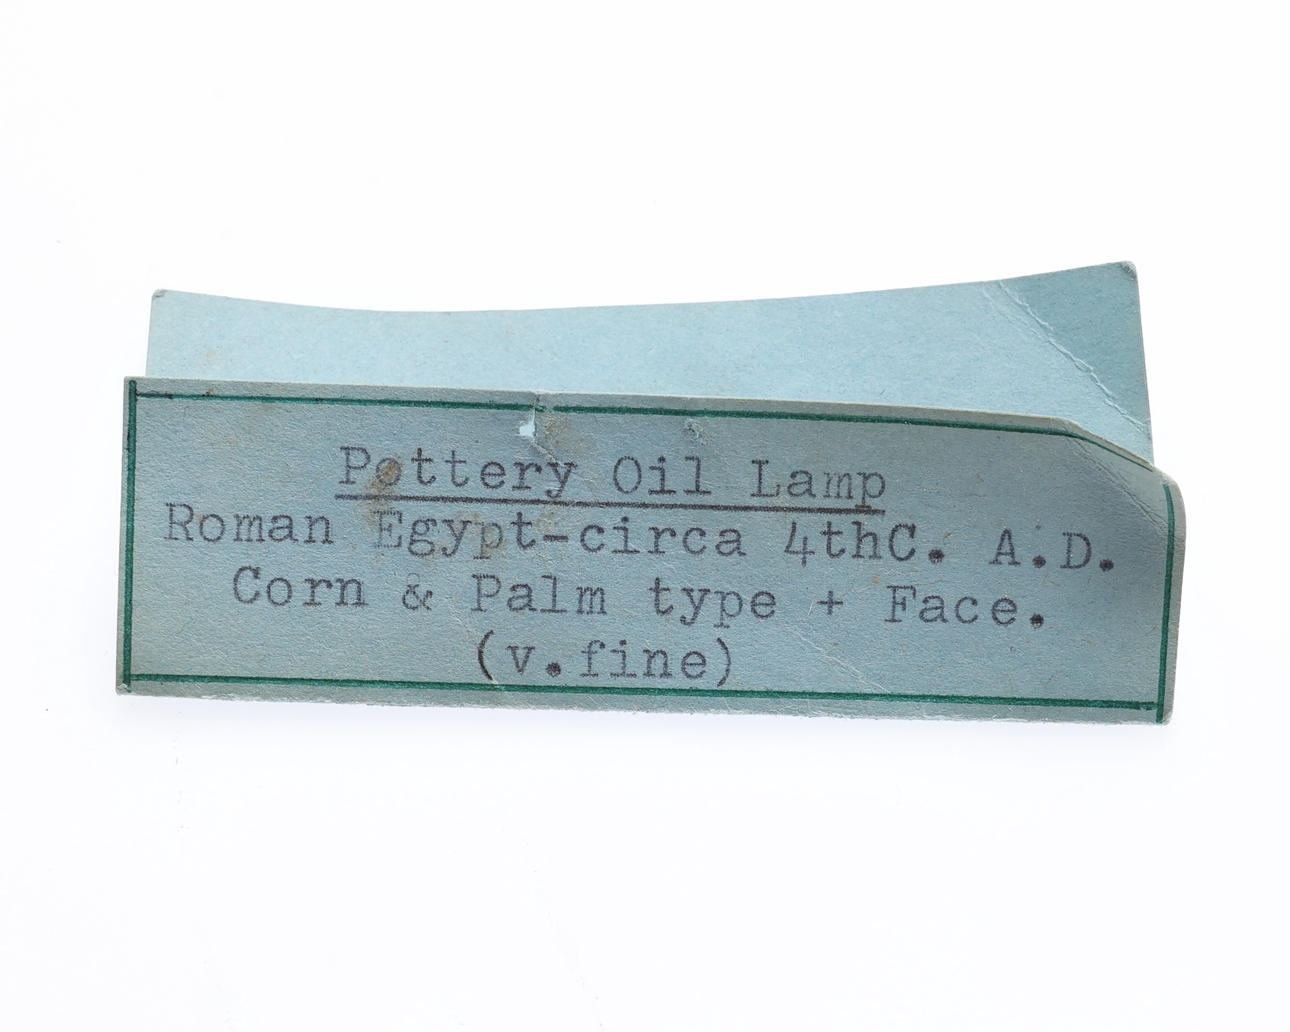 Pottery Oil Lamp
Roman Egypt-circa 4thC. A.D.
Corn & Palm type + Face.
(v.fine)